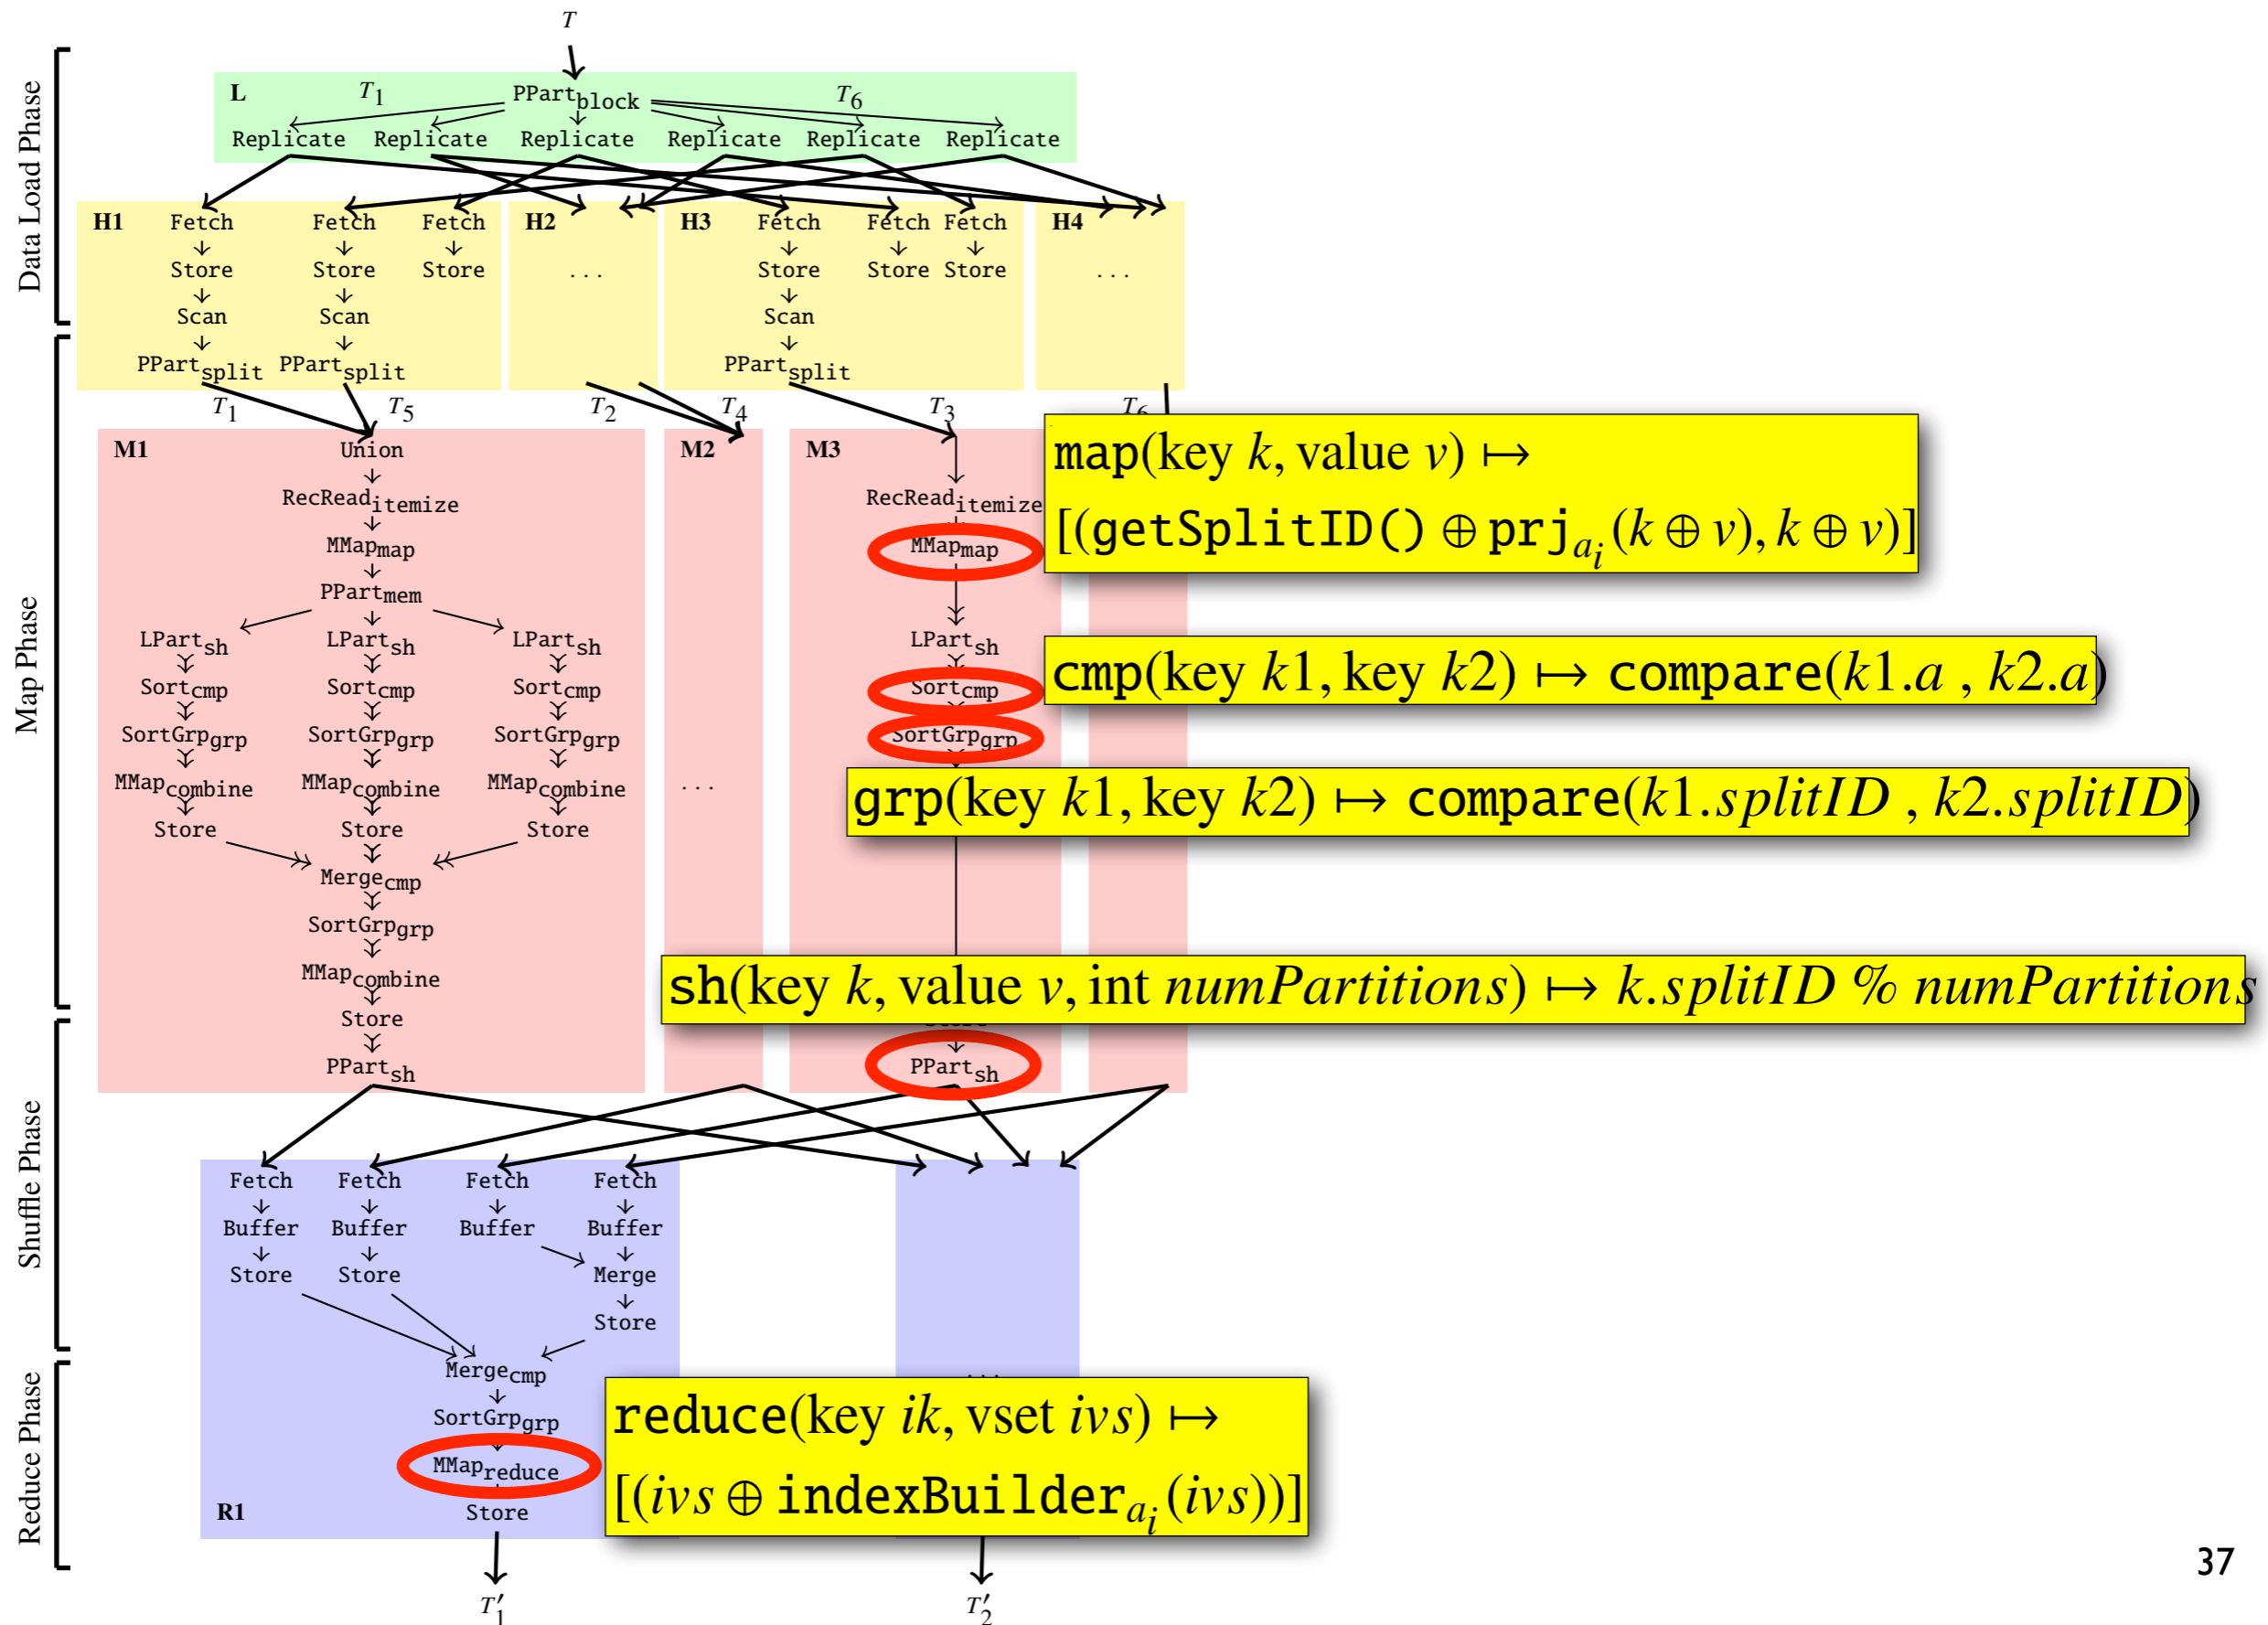 T
Data Load Phase
L
T1
PPartblock
T6
Replicate Replicate Replicate Replicate Replicate Replicate
H1 Fetch Fetch Fetch H2 H3 Fetch Fetch Fetch H4
Store Store Store ... Store Store Store ...
Scan Scan Scan
PPartsplit PPartsplit PPartsplit
T1 T5 T2 T4 T3 T6
Map Phase
M1 Union M2 M3
RecReaditemize RecReaditemize
MMapmap MMapmap
map(key k, value v) ↦
[(getSplitID() ⊕ prjai(k ⊕ v), k ⊕ v)]
PPartmem
LPartsh LPartsh LPartsh LPartsh
Sortcmp Sortcmp Sortcmp Sortcmp
cmp(key k1, key k2) ↦ compare(k1.a , k2.a)
SortGrpgrp SortGrpgrp SortGrpgrp SortGrpgrp
MMapcombine MMapcombine MMapcombine ...
grp(key k1, key k2) ↦ compare(k1.splitID , k2.splitID)
Store Store Store
Mergecmp
SortGrpgrp
MMapcombine
sh(key k, value v, int numPartitions) ↦ k.splitID % numPartitions
Store Store
PPartsh PPartsh
Shuffle Phase
Fetch Fetch Fetch Fetch
Buffer Buffer Buffer Buffer
Store Store Merge
Store
Reduce Phase
Mergecmp ...
SortGrpgrp
MMapreduce
reduce(key ik, vset ivs) ↦
[(ivs ⊕ indexBuilderai(ivs))]
R1 Store
T′1 T′2
37